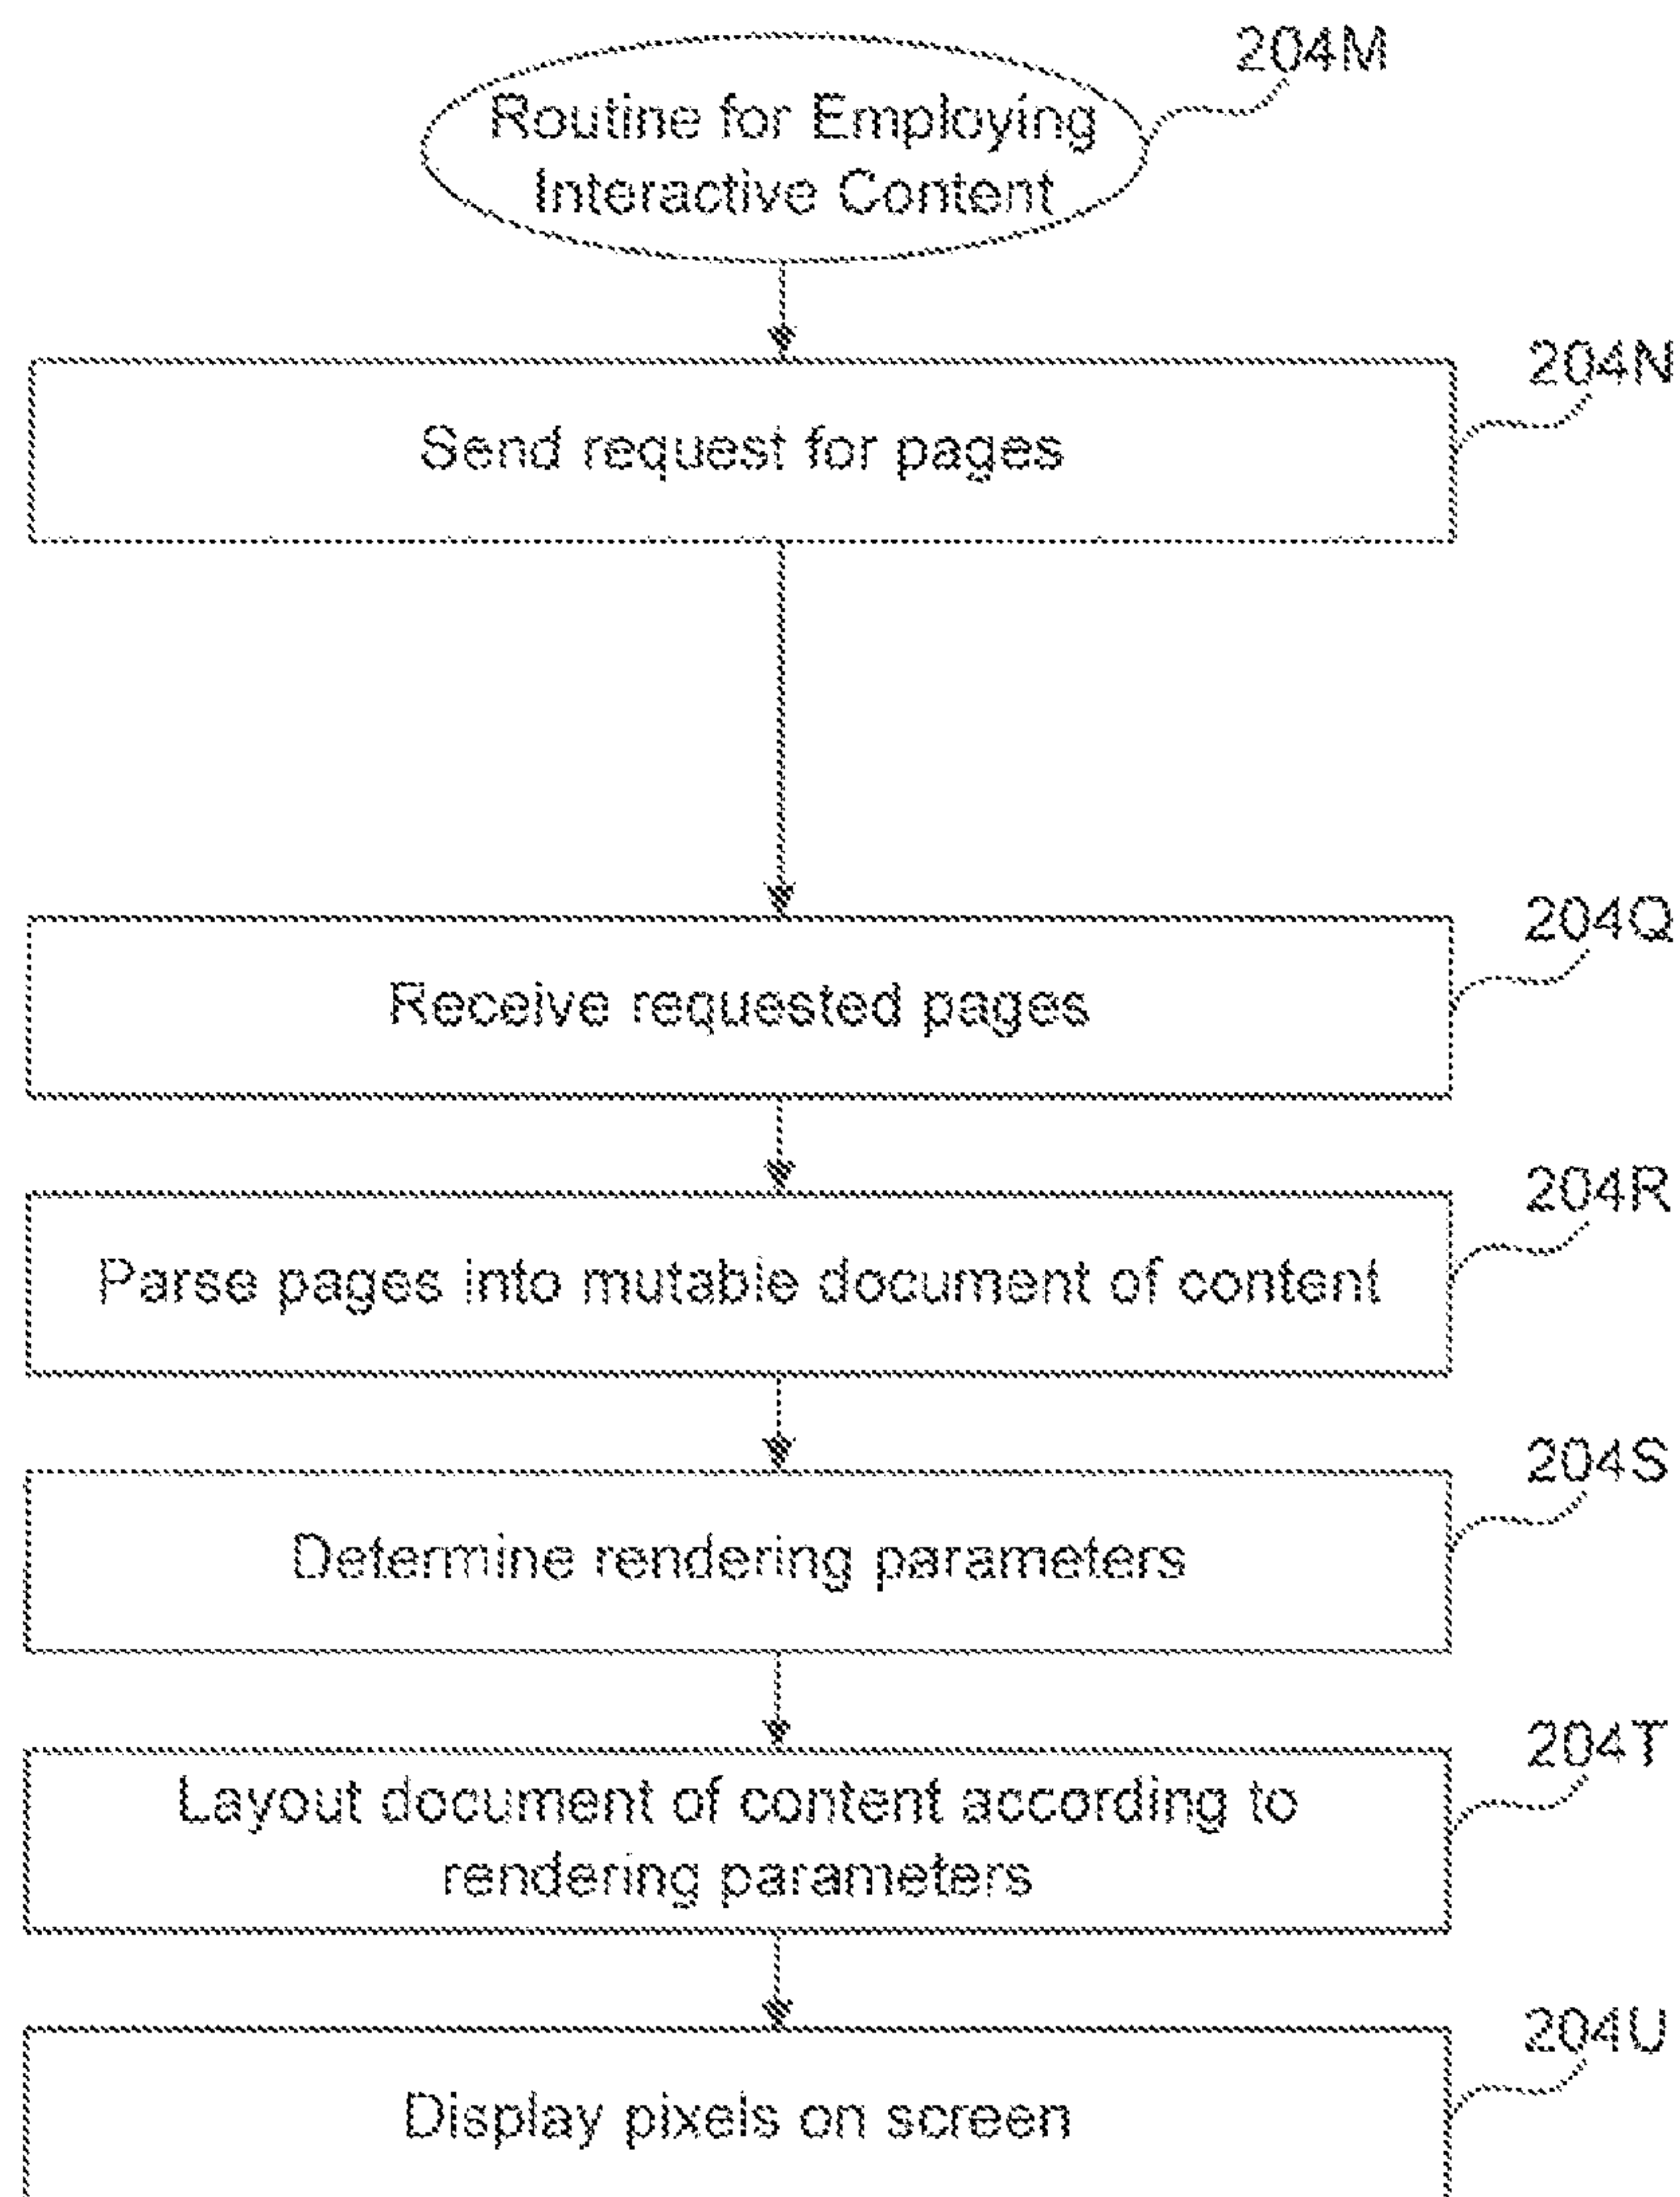 204M
Routine for Employing
Interactive Content
204N
Send request for pages
204Q
Receive requested pages
204R
Parse pages into mutable document of content
204S
Determine rendering parameters
204T
Layout document of content according to
rendering parameters
204U
Display pixels on screen